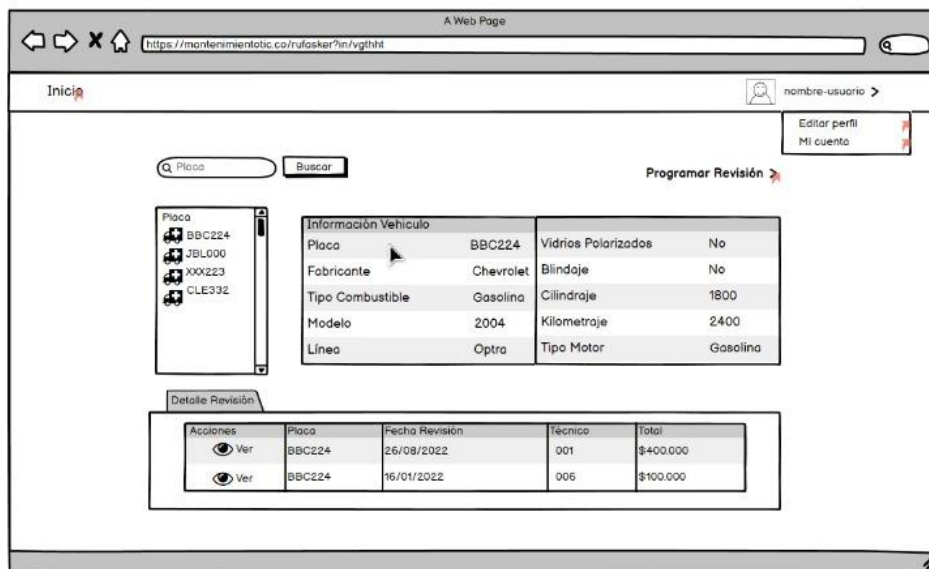 A Web Page
https://mantenimientotic.co/rufasker?in/vgthht
Inicio
nombre-usuario
Editar perfil
Mi cuenta
Placa
Buscar
Programar Revisión
Placa
BBC224
JBL000
XXX223
CLE332
Información Vehiculo
Placa BBC224 Vidrios Polarizados No
Fabricante Chevrolet Blindaje No
Tipo Combustible Gasolina Cilindraje 1800
Modelo 2004 Kilometraje 2400
Línea Optra Tipo Motor Gasolina
Detalle Revisión
Acciones Placa Fecha Revisión Técnico Total
Ver BBC224 26/08/2022 001 $400.000
Ver BBC224 16/01/2022 006 $100.000